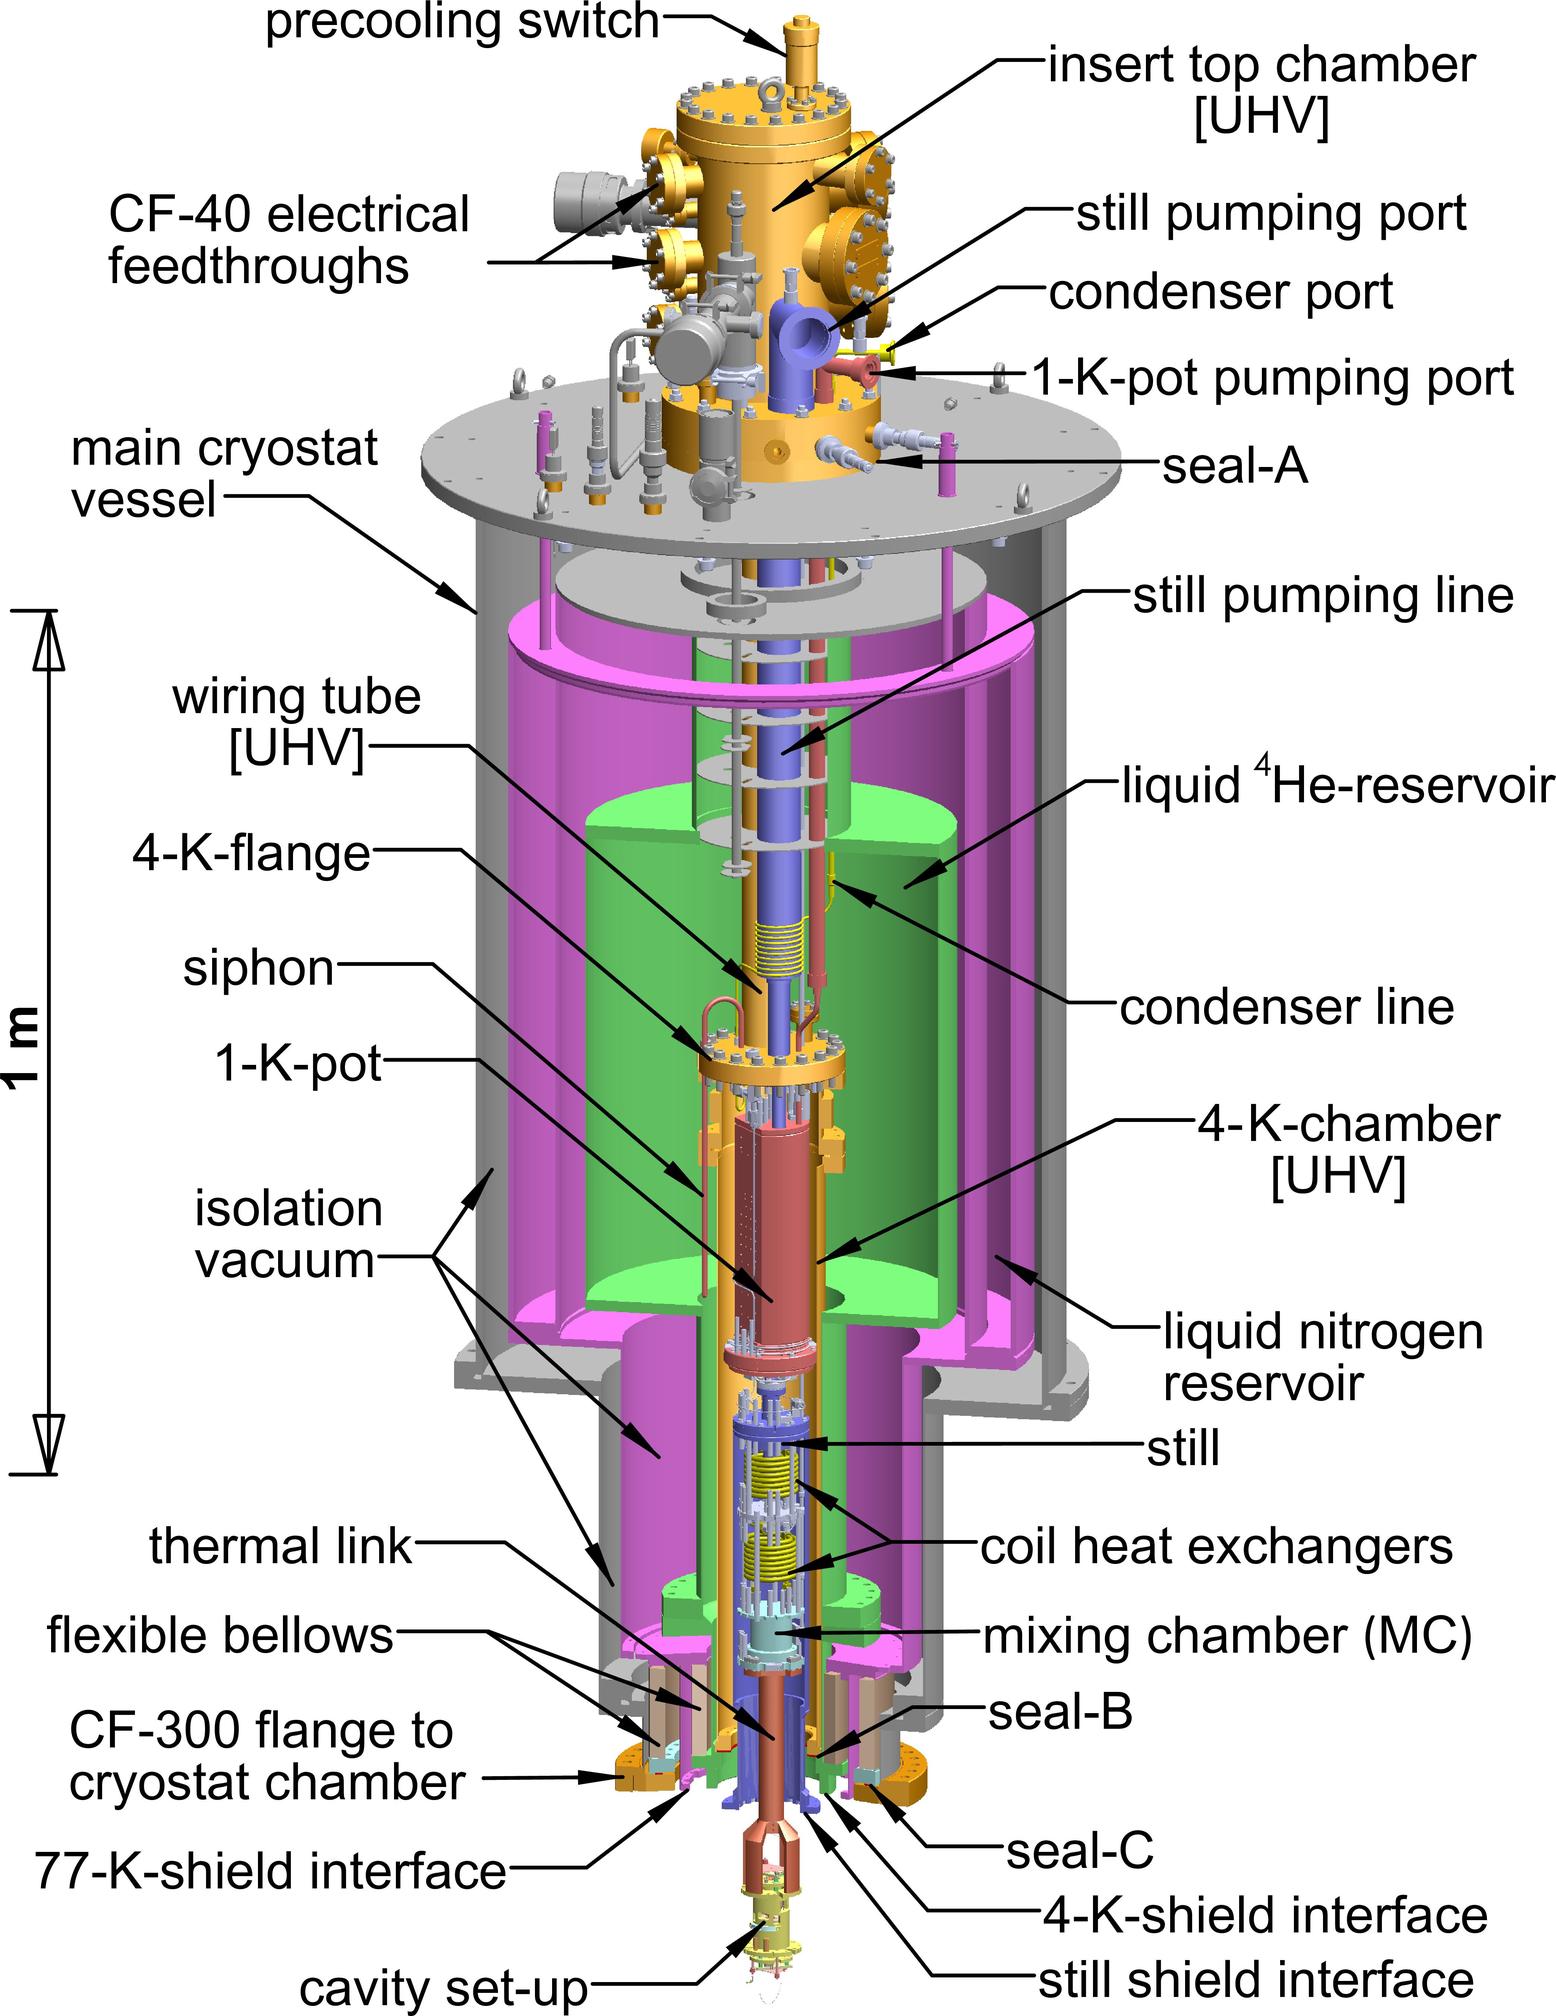 precooling switch
insert top chamber
[UHV]
CF-40 electrical
feedthroughs
still pumping port
condenser port
1-K-pot pumping port
main cryostat
vessel
seal-A
still pumping line
wiring tube
[UHV]
liquid ⁴He-reservoir
4-K-flange
siphon
condenser line
1 m
1-K-pot
4-K-chamber
[UHV]
isolation
vacuum
liquid nitrogen
reservoir
still
thermal link
coil heat exchangers
flexible bellows
mixing chamber (MC)
CF-300 flange to
cryostat chamber
seal-B
77-K-shield interface
seal-C
4-K-shield interface
cavity set-up
still shield interface